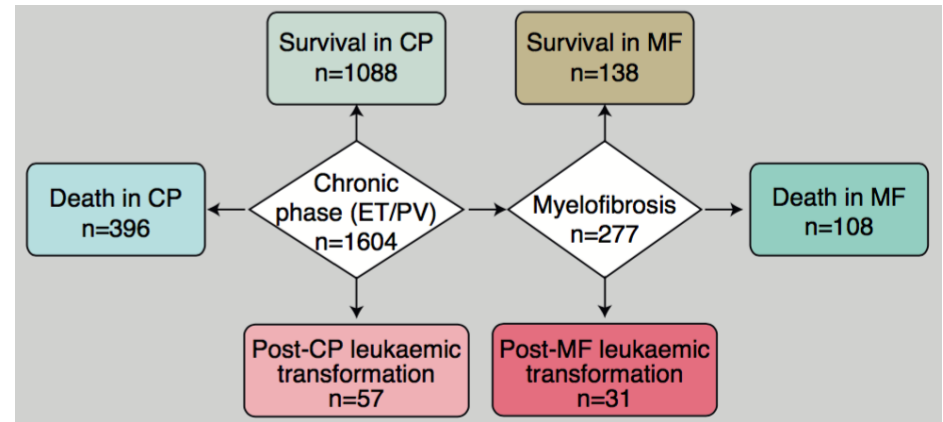 Survival in CP
n=1088
Survival in MF
n=138
Death in CP
n=396
Chronic
phase (ET/PV)
n=1604
Myelofibrosis
n=277
Death in MF
n=108
Post-CP leukaemic
transformation
n=57
Post-MF leukaemic
transformation
n=31